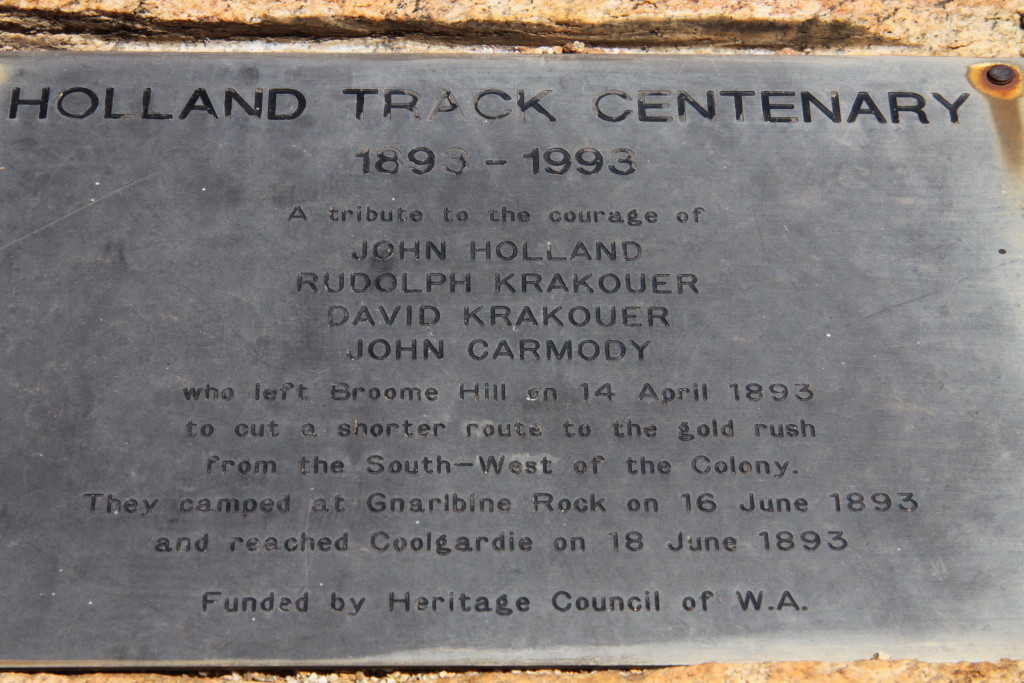 HOLLAND TRACK CENTENARY
1893 - 1993
A tribute to the courage of
JOHN HOLLAND
RUDOLPH KRAKOUER
DAVID KRAKOUER
JOHN CARMODY
who left Broome Hill on 14 April 1893
to cut a shorter route to the gold rush
from the South-West of the Colony.
They camped at Gnarlbine Rock on 16 June 1893
and reached Coolgardie on 18 June 1893
Funded by Heritage Council of W.A.